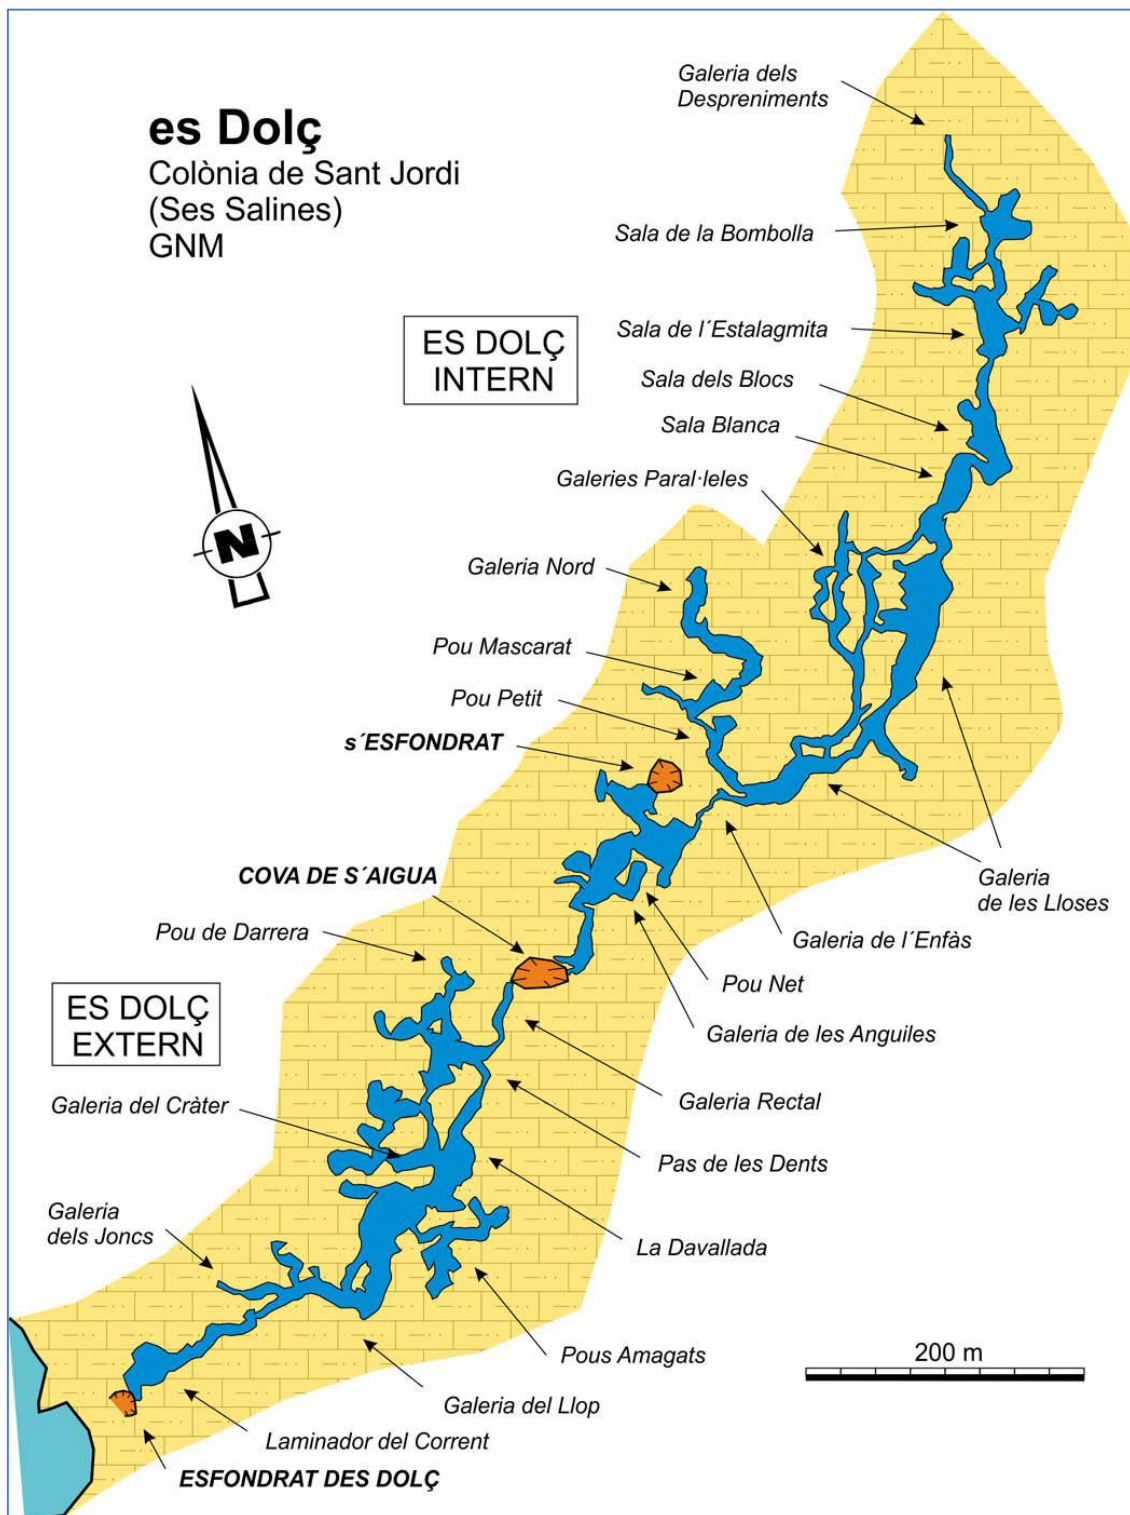 es Dolç
Colònia de Sant Jordi
(Ses Salines)
GNM
Galeria dels
Despreniments
Sala de la Bombolla
ES DOLÇ
INTERN
Sala de l´Estalagmita
Sala dels Blocs
Sala Blanca
Galeries Paral·leles
N
Galeria Nord
Pou Mascarat
Pou Petit
s´ESFONDRAT
COVA DE S´AIGUA
Galeria
de les Lloses
Pou de Darrera
Galeria de l´Enfàs
Pou Net
ES DOLÇ
EXTERN
Galeria de les Anguiles
Galeria del Cràter
Galeria Rectal
Pas de les Dents
Galeria
dels Joncs
La Davallada
Pous Amagats
200 m
Galeria del Llop
Laminador del Corrent
ESFONDRAT DES DOLÇ